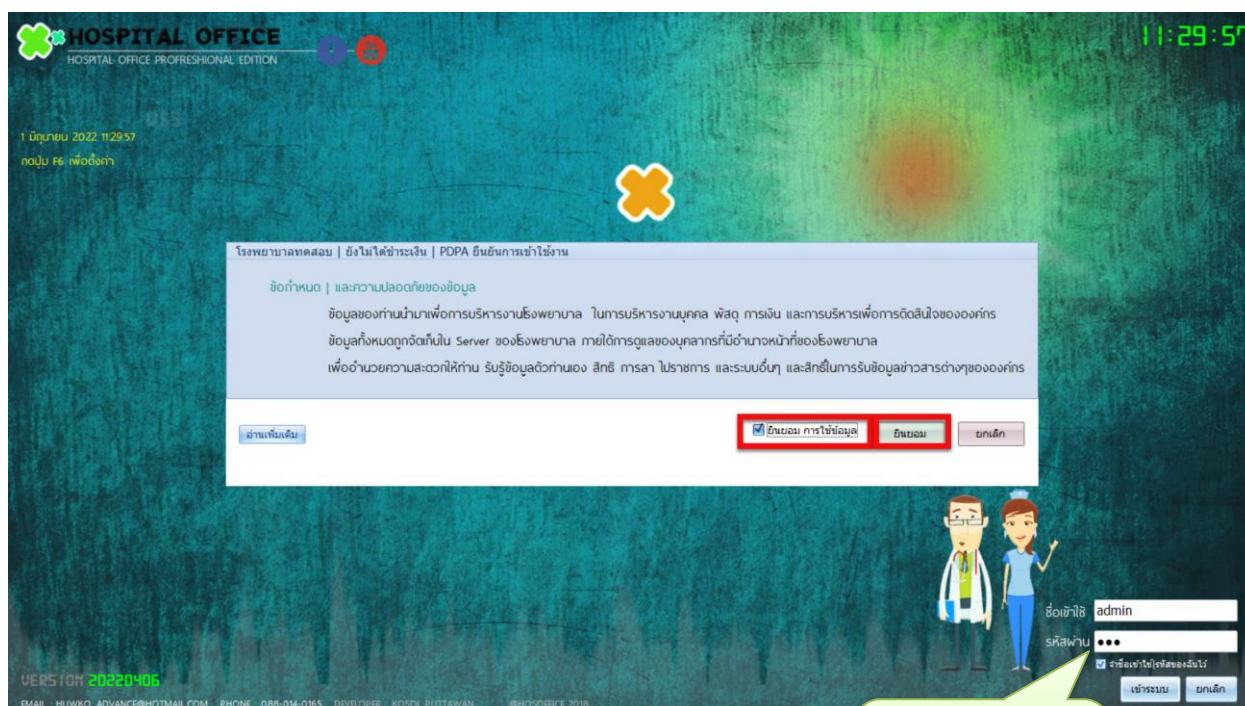 HOSPITAL OFFICE
HOSPITAL OFFICE PROFRESHIONAL EDITION
11:29:57
1 มิถุนายน 2022 11:29:57
กดปุ่ม F6 เพื่อตั้งค่า
โรงพยาบาลทดสอบ | ยังไม่ได้ชำระเงิน | PDPA ยืนยันการเข้าใช้งาน
ข้อกำหนด | และความปลอดภัยของข้อมูล
ข้อมูลของท่านนำมาเพื่อการบริหารงานโรงพยาบาล ในการบริหารงานบุคคล พัสดุ การเงิน และการบริหารเพื่อการตัดสินใจขององค์กร
ข้อมูลทั้งหมดถูกจัดเก็บใน Server ของโรงพยาบาล ภายใต้การดูแลของบุคลากรที่มีอำนาจหน้าที่ของโรงพยาบาล
เพื่ออำนวยความสะดวกให้ท่าน รับรู้ข้อมูลตัวท่านเอง สิทธิ การลา ไปราชการ และระบบอื่นๆ และสิทธิ์ในการรับข้อมูลข่าวสารต่างๆขององค์กร
อ่านเพิ่มเติม
ยินยอม การใช้ข้อมูล
ยินยอม
ยกเลิก
ชื่อเข้าใช้ admin
รหัสผ่าน •••
จำชื่อเข้าใช้|รหัสของฉันไว้
เข้าระบบ
ยกเลิก
VERSION 20220406
EMAIL : HUWKO_ADVANCE@HOTMAIL.COM PHONE : 088-014-0165 DEVELOPER : KOSOL PUTTAWAN @HOSOFFICE 2018